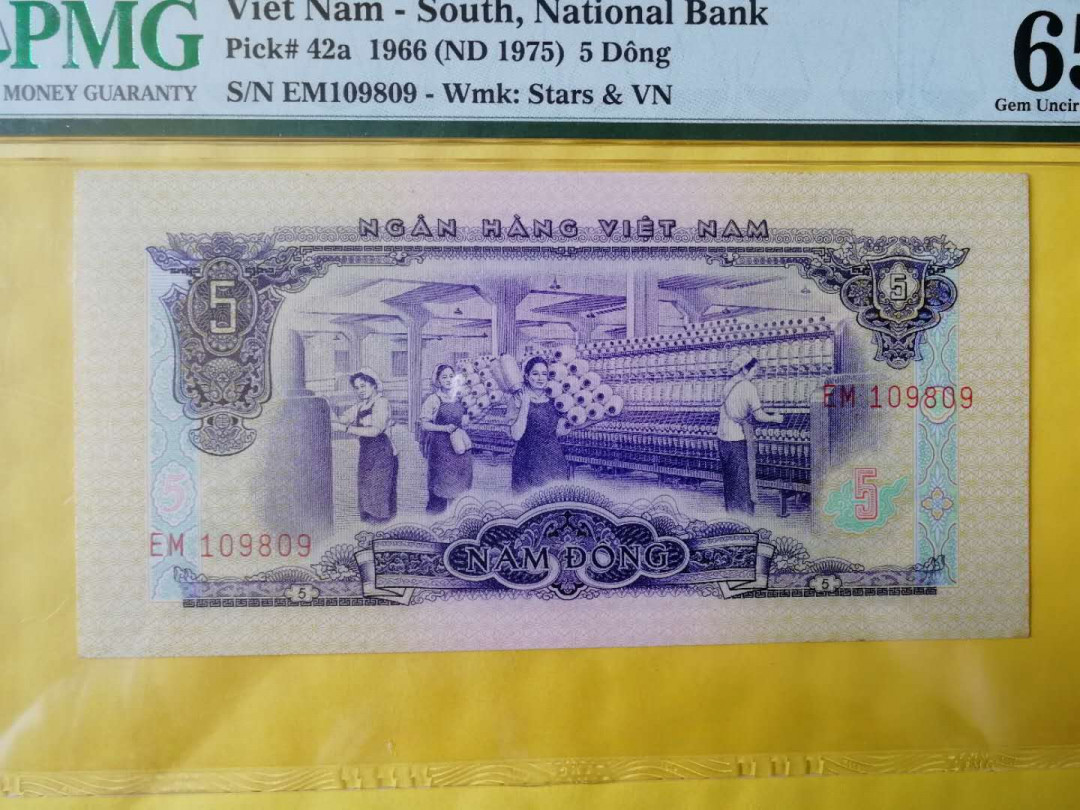 PMG
MONEY GUARANTY
Viet Nam - South, National Bank
Pick# 42a 1966 (ND 1975) 5 Dông
S/N EM109809 - Wmk: Stars & VN
65
Gem Uncir
NGÂN HÀNG VIỆT NAM
5
5
EM 109809
5
5
EM 109809
NĂM ĐỒNG
5
5